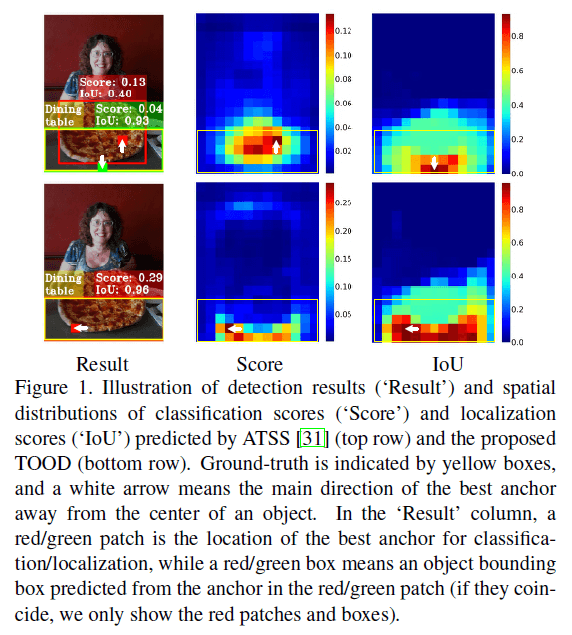 Score: 0.13
IoU: 0.40
Dining Score: 0.04
table IoU: 0.93
0.12
0.10
0.08
0.06
0.04
0.02
0.8
0.6
0.4
0.2
0.0
Dining Score: 0.29
table IoU: 0.96
0.25
0.20
0.15
0.10
0.05
0.8
0.6
0.4
0.2
0.0
Result Score IoU
Figure 1. Illustration of detection results (‘Result’) and spatial
distributions of classification scores (‘Score’) and localization
scores (‘IoU’) predicted by ATSS [31] (top row) and the proposed
TOOD (bottom row). Ground-truth is indicated by yellow boxes,
and a white arrow means the main direction of the best anchor
away from the center of an object. In the ‘Result’ column, a
red/green patch is the location of the best anchor for classifica-
tion/localization, while a red/green box means an object bounding
box predicted from the anchor in the red/green patch (if they coin-
cide, we only show the red patches and boxes).